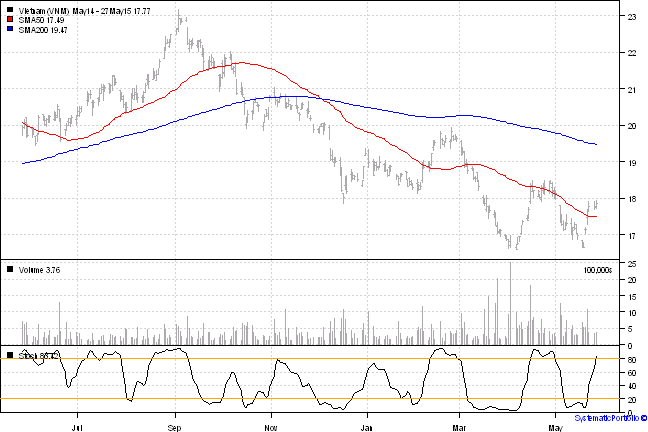 Vietnam (VNM) May14 - 27May15 17.77
SMA50 17.49
SMA200 19.47
23
22
21
20
19
18
17
Volume 3.76
100,000s
25
20
15
10
5
0
80
60
40
20
0
Jul
Sep
Nov
Jan
Mar
May
SystematicPortfolio ©